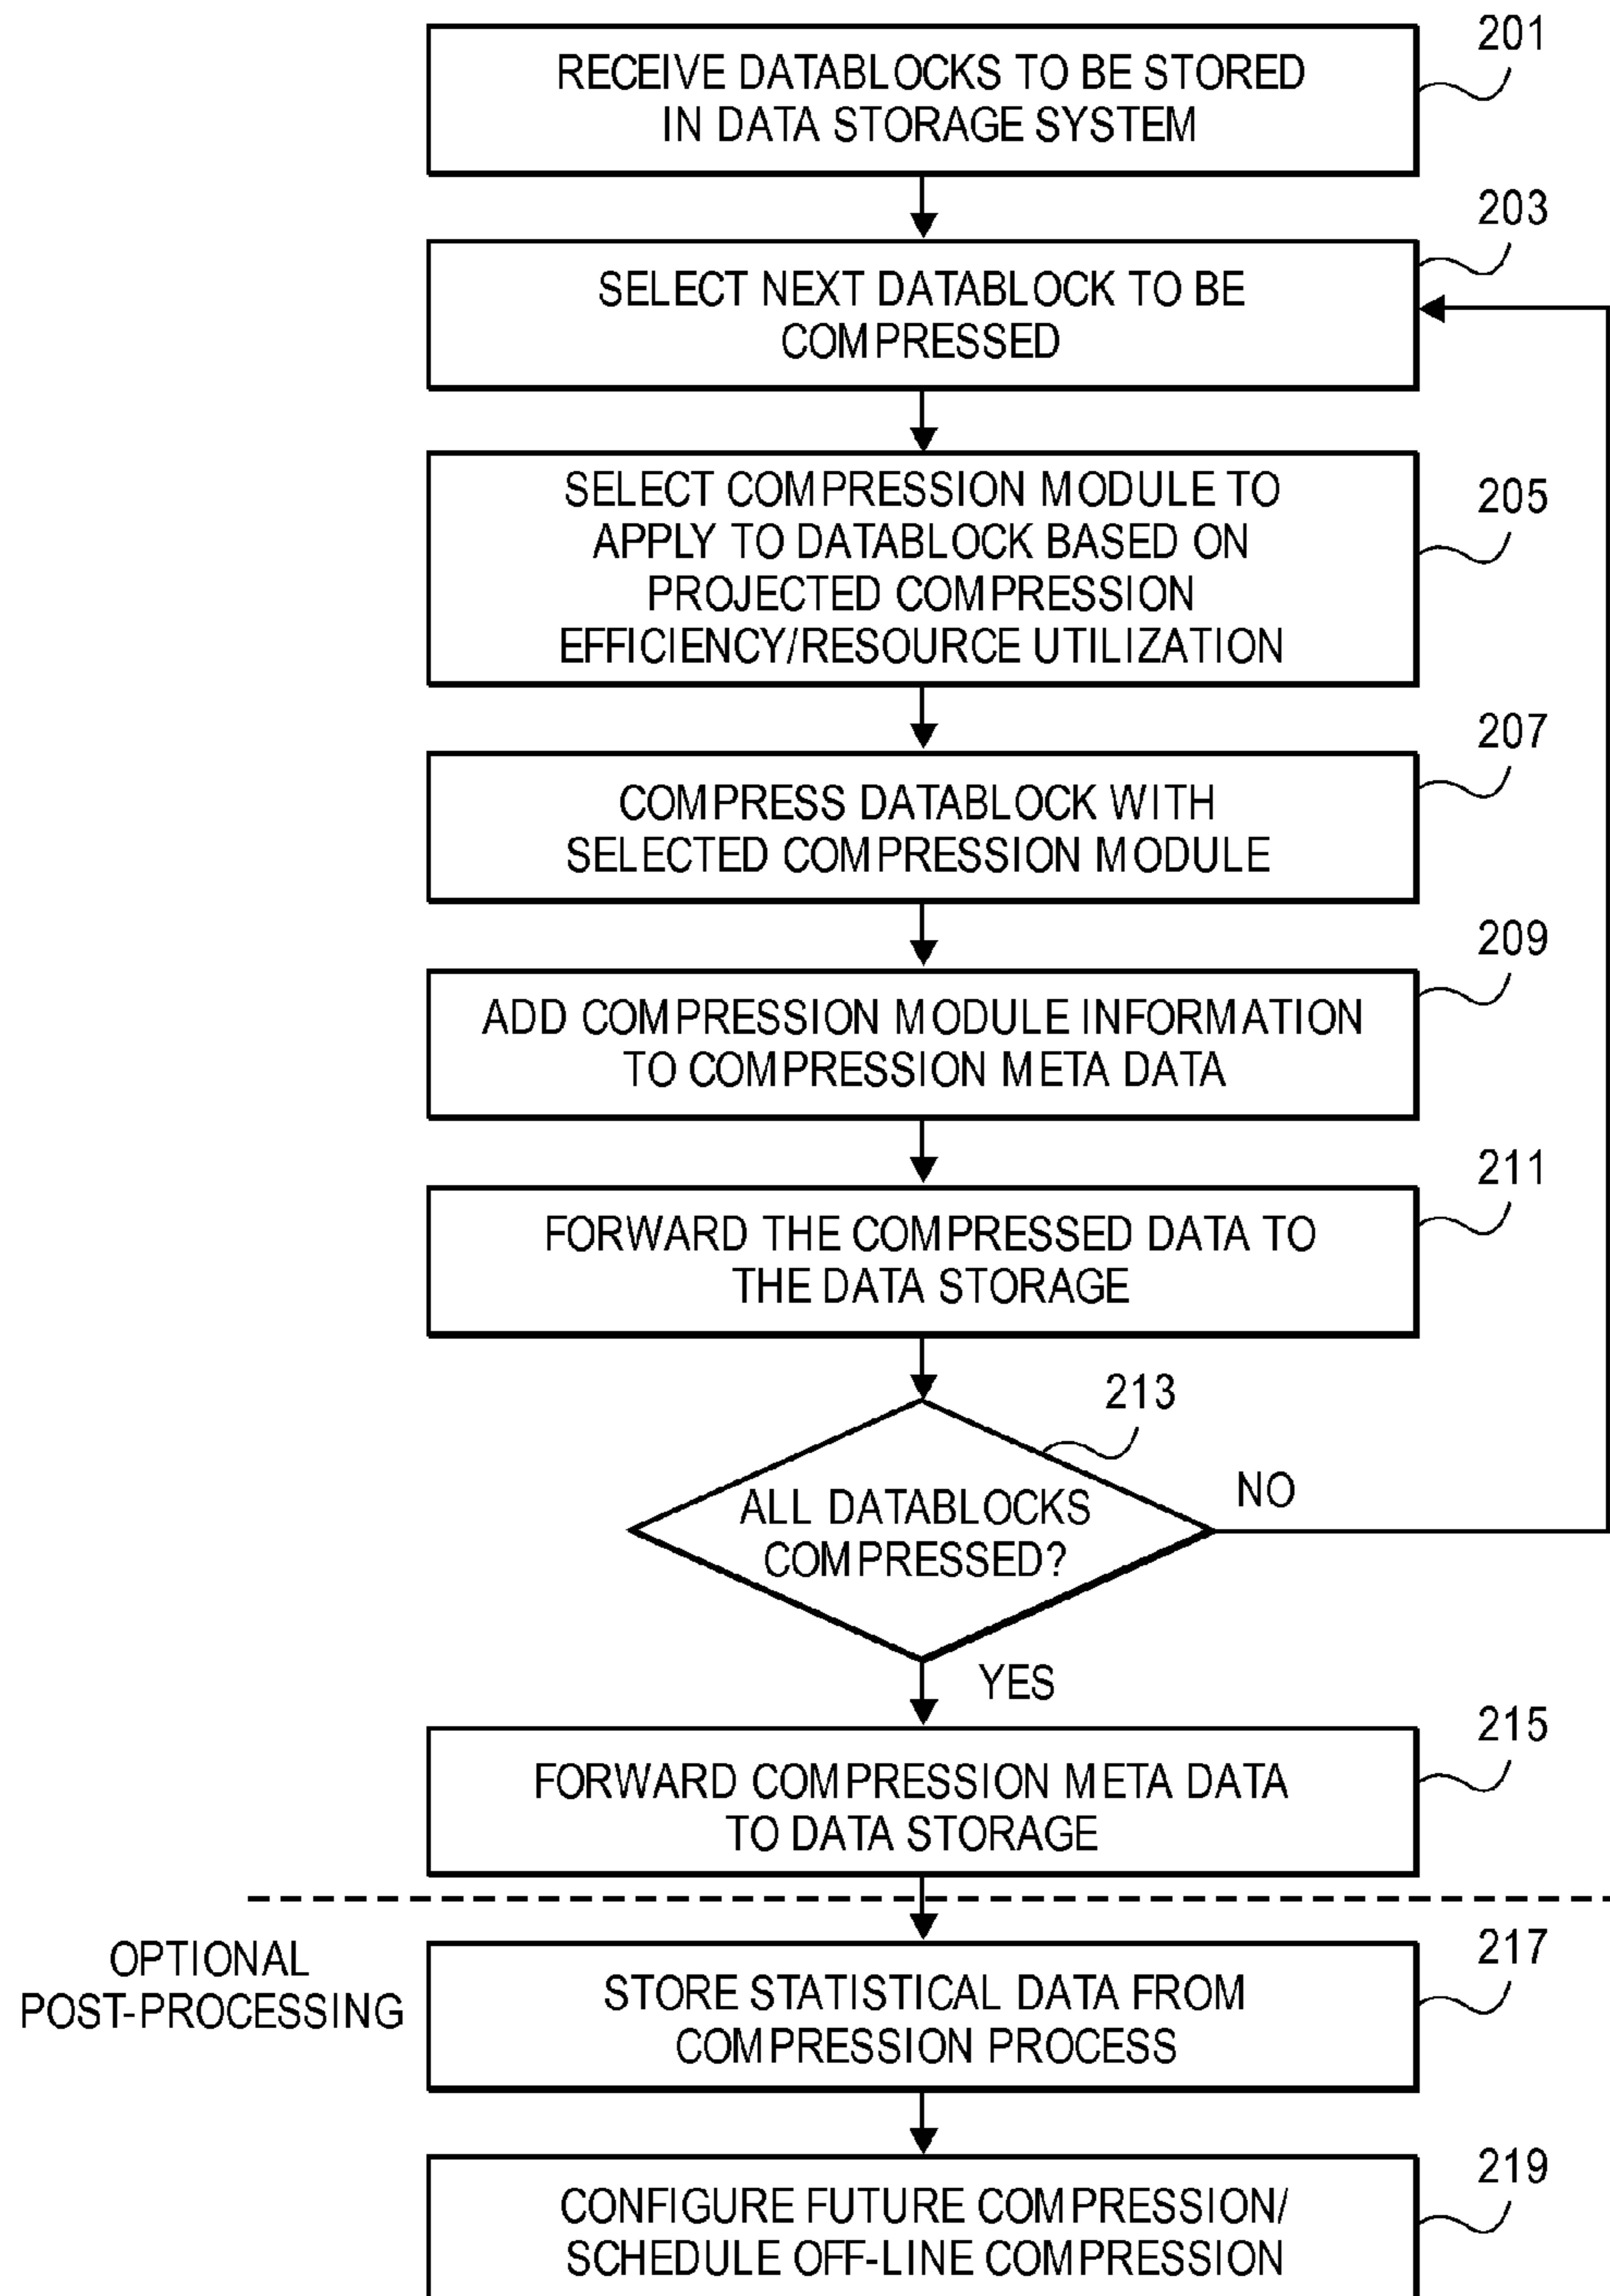 201
RECEIVE DATABLOCKS TO BE STORED
IN DATA STORAGE SYSTEM
203
SELECT NEXT DATABLOCK TO BE
COMPRESSED
SELECT COMPRESSION MODULE TO
APPLY TO DATABLOCK BASED ON
PROJECTED COMPRESSION
EFFICIENCY/RESOURCE UTILIZATION
205
207
COMPRESS DATABLOCK WITH
SELECTED COMPRESSION MODULE
209
ADD COMPRESSION MODULE INFORMATION
TO COMPRESSION META DATA
211
FORWARD THE COMPRESSED DATA TO
THE DATA STORAGE
213
ALL DATABLOCKS
COMPRESSED?
NO
YES
215
FORWARD COMPRESSION META DATA
TO DATA STORAGE
OPTIONAL
POST-PROCESSING
217
STORE STATISTICAL DATA FROM
COMPRESSION PROCESS
219
CONFIGURE FUTURE COMPRESSION/
SCHEDULE OFF-LINE COMPRESSION